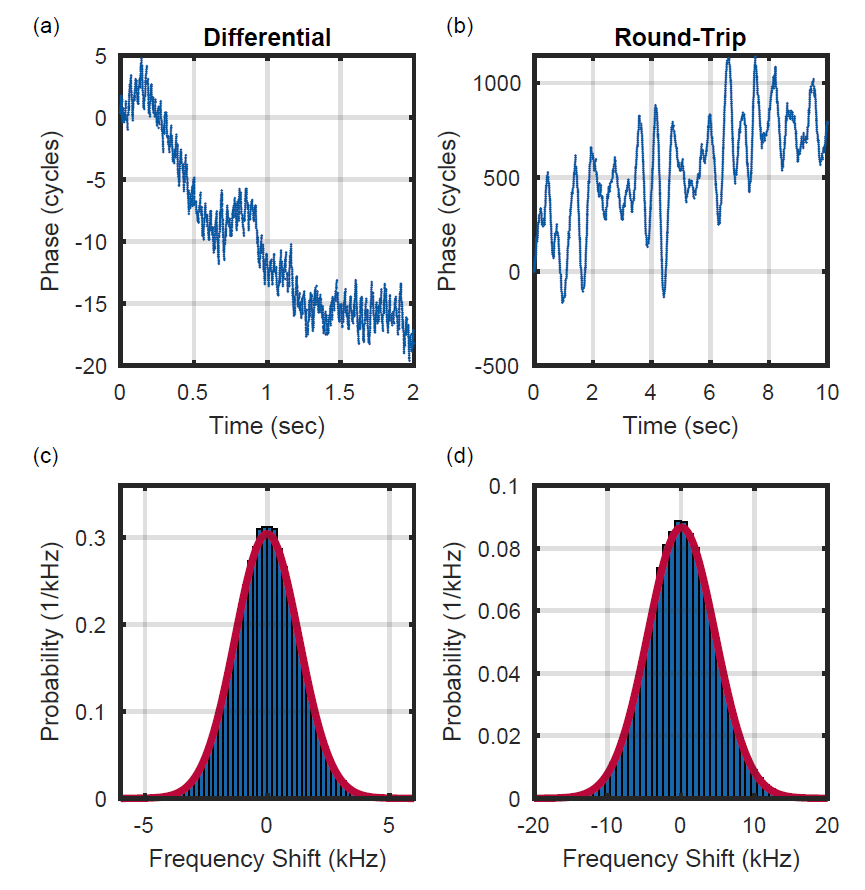 (a)
Differential
Phase (cycles)
5
0
-5
-10
-15
-20
0 0.5 1 1.5 2
Time (sec)
(b)
Round-Trip
Phase (cycles)
1000
500
0
-500
0 2 4 6 8 10
Time (sec)
(c)
Probability (1/kHz)
0.3
0.2
0.1
0
-5 0 5
Frequency Shift (kHz)
(d)
Probability (1/kHz)
0.1
0.08
0.06
0.04
0.02
0
-20 -10 0 10 20
Frequency Shift (kHz)